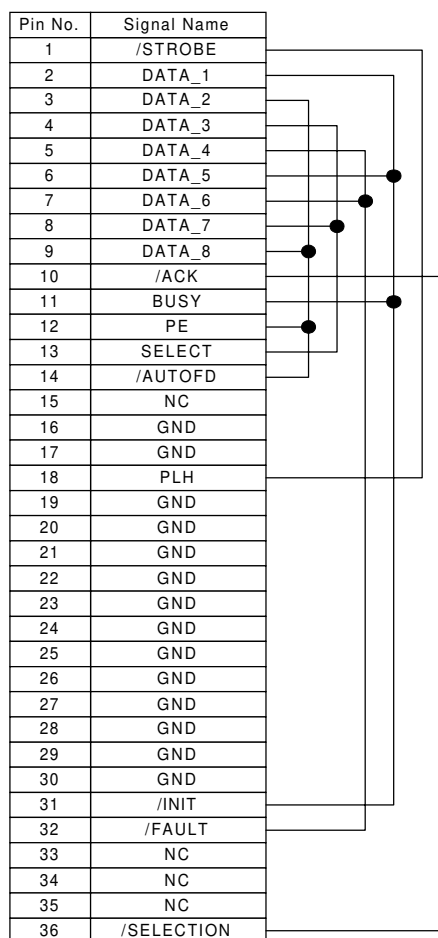 Pin No. Signal Name
1 /STROBE
2 DATA_1
3 DATA_2
4 DATA_3
5 DATA_4
6 DATA_5
7 DATA_6
8 DATA_7
9 DATA_8
10 /ACK
11 BUSY
12 PE
13 SELECT
14 /AUTOFD
15 NC
16 GND
17 GND
18 PLH
19 GND
20 GND
21 GND
22 GND
23 GND
24 GND
25 GND
26 GND
27 GND
28 GND
29 GND
30 GND
31 /INIT
32 /FAULT
33 NC
34 NC
35 NC
36 /SELECTION